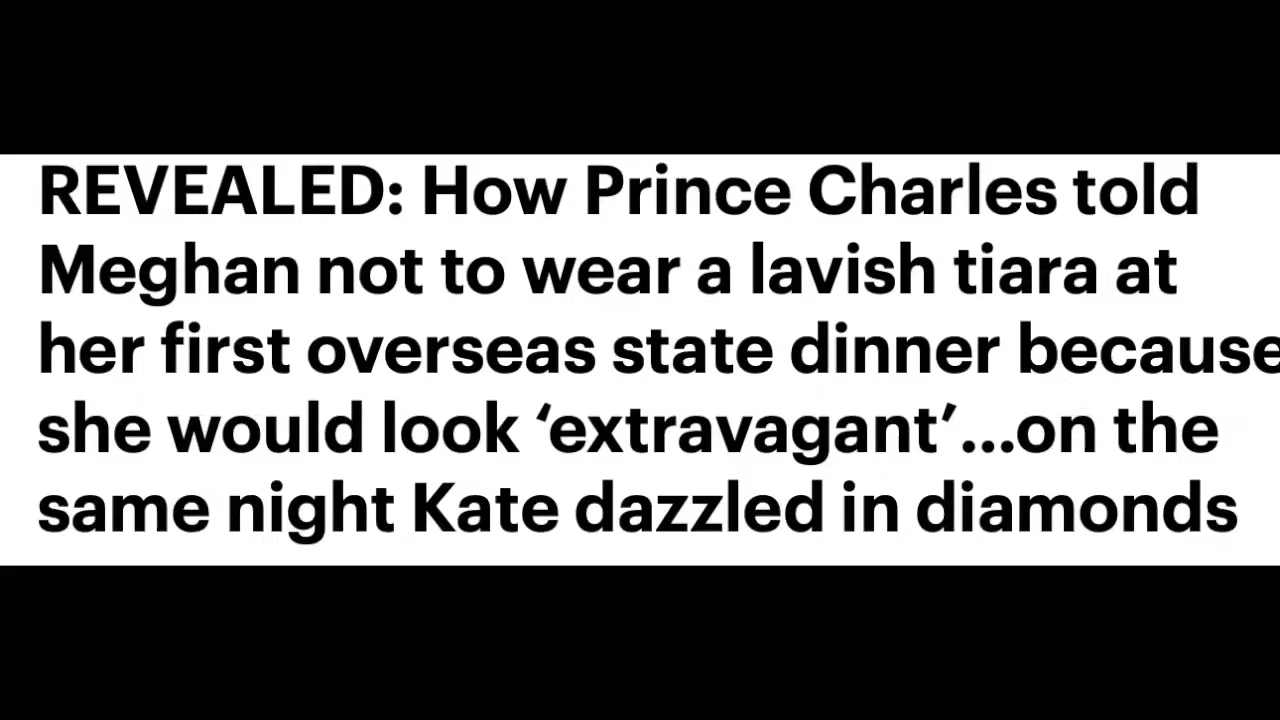 REVEALED: How Prince Charles told
Meghan not to wear a lavish tiara at
her first overseas state dinner because
she would look ‘extravagant’...on the
same night Kate dazzled in diamonds